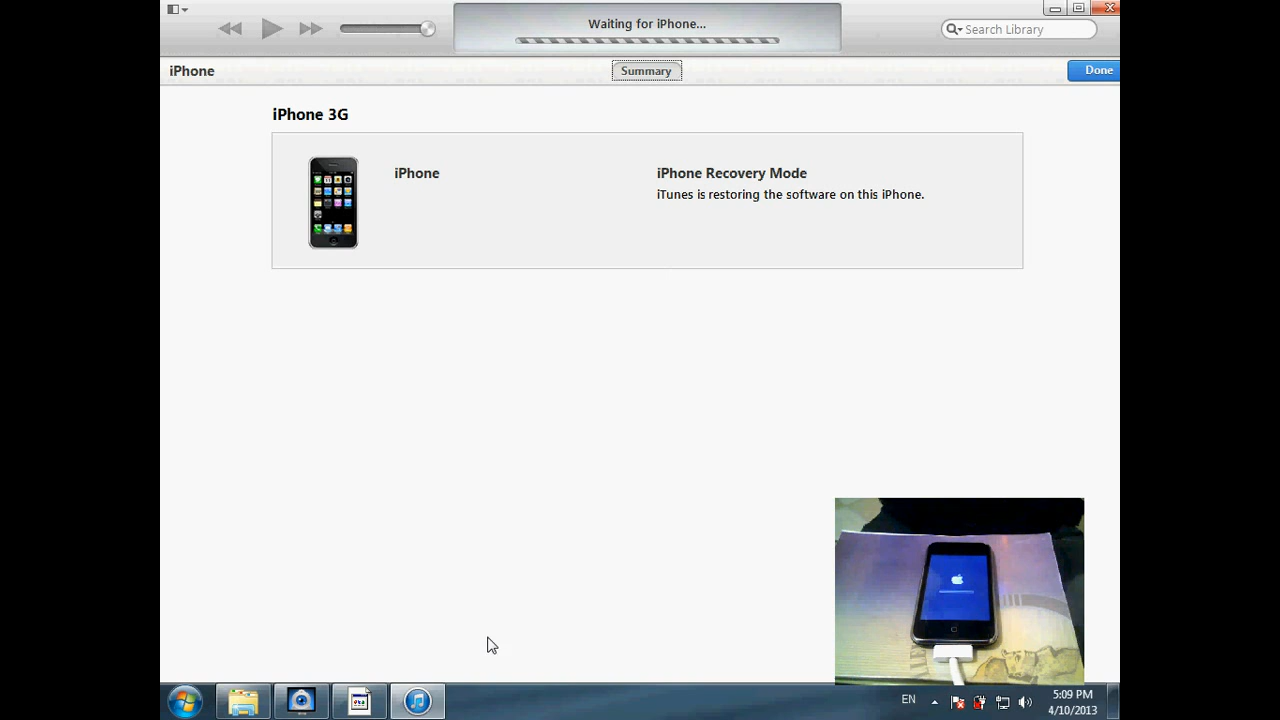 Waiting for iPhone...
Search Library
iPhone
Summary
Done
iPhone 3G
iPhone
iPhone Recovery Mode
iTunes is restoring the software on this iPhone.
EN
5:09 PM
4/10/2013